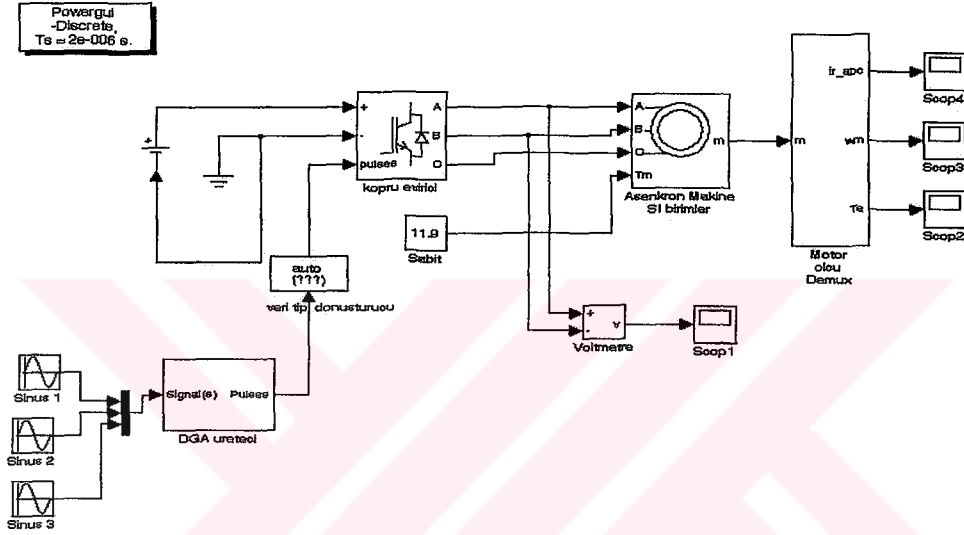 Powergui
-Discrete,
Ts = 2e-006 s.
+
+
-
pulses
A
B
C
kopru evirici
A
B
C
Tm
m
Asenkron Makine
SI birimler
m
ir_abc
wm
Te
Motor
olcu
Demux
Scop4
Scop3
Scop2
11.9
Sabit
auto
(???)
veri tip donusturucu
+
-
v
Voltmetre
Scop1
Sinus 1
Sinus 2
Sinus 3
Signal(s)
Pulses
DGA ureteci